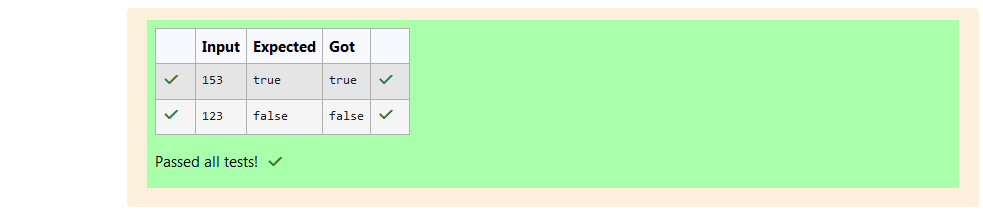 Input Expected Got
153 true true
123 false false
Passed all tests!